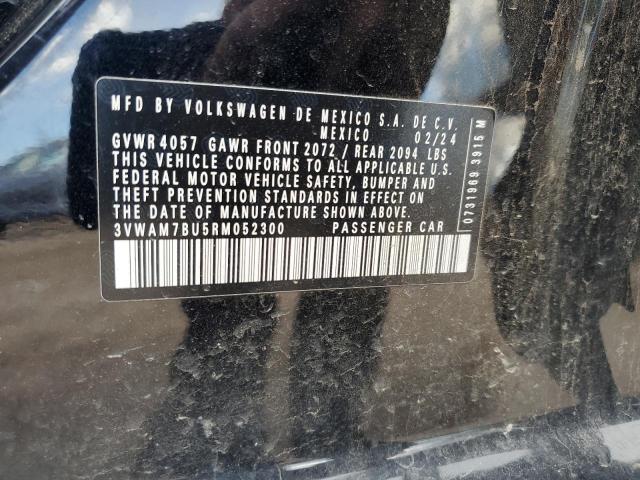 MFD BY VOLKSWAGEN DE MEXICO S.A. DE C.V.
MEXICO 02/24
GVWR 4057 GAWR FRONT 2072 / REAR 2094 LBS
THIS VEHICLE CONFORMS TO ALL APPLICABLE U.S.
FEDERAL MOTOR VEHICLE SAFETY, BUMPER AND
THEFT PREVENTION STANDARDS IN EFFECT ON
THE DATE OF MANUFACTURE SHOWN ABOVE.
3VWAM7BU5RM052300 PASSENGER CAR
0731969 3915 M